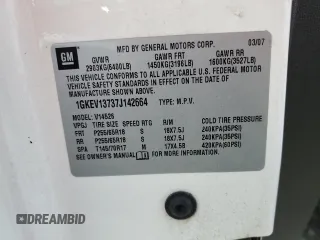 GM
MFD BY GENERAL MOTORS CORP. 03/07
GVWR GAWR FRT GAWR RR
2903KG(6400LB) 1450KG(3196LB) 1600KG(3527LB)
THIS VEHICLE CONFORMS TO ALL APPLICABLE U.S. FEDERAL MOTOR
VEHICLE SAFETY AND THEFT PREVENTION STANDARDS IN EFFECT ON
THE DATE OF MANUFACTURE SHOWN ABOVE.
1GKEV13737J142664 TYPE: M.P.V.
MODEL: V14526
TIRE SIZE SPEED RTG RIM COLD TIRE PRESSURE
FRT P255/65R18 S 18X7.5J 240KPA(35PSI)
RR P255/65R18 S 18X7.5J 240KPA(35PSI)
SPA T145/70R17 M 17X4.5B 420KPA(60PSI)
SEE OWNER'S MANUAL FOR ADDITIONAL INFORMATION.
DREAMBID